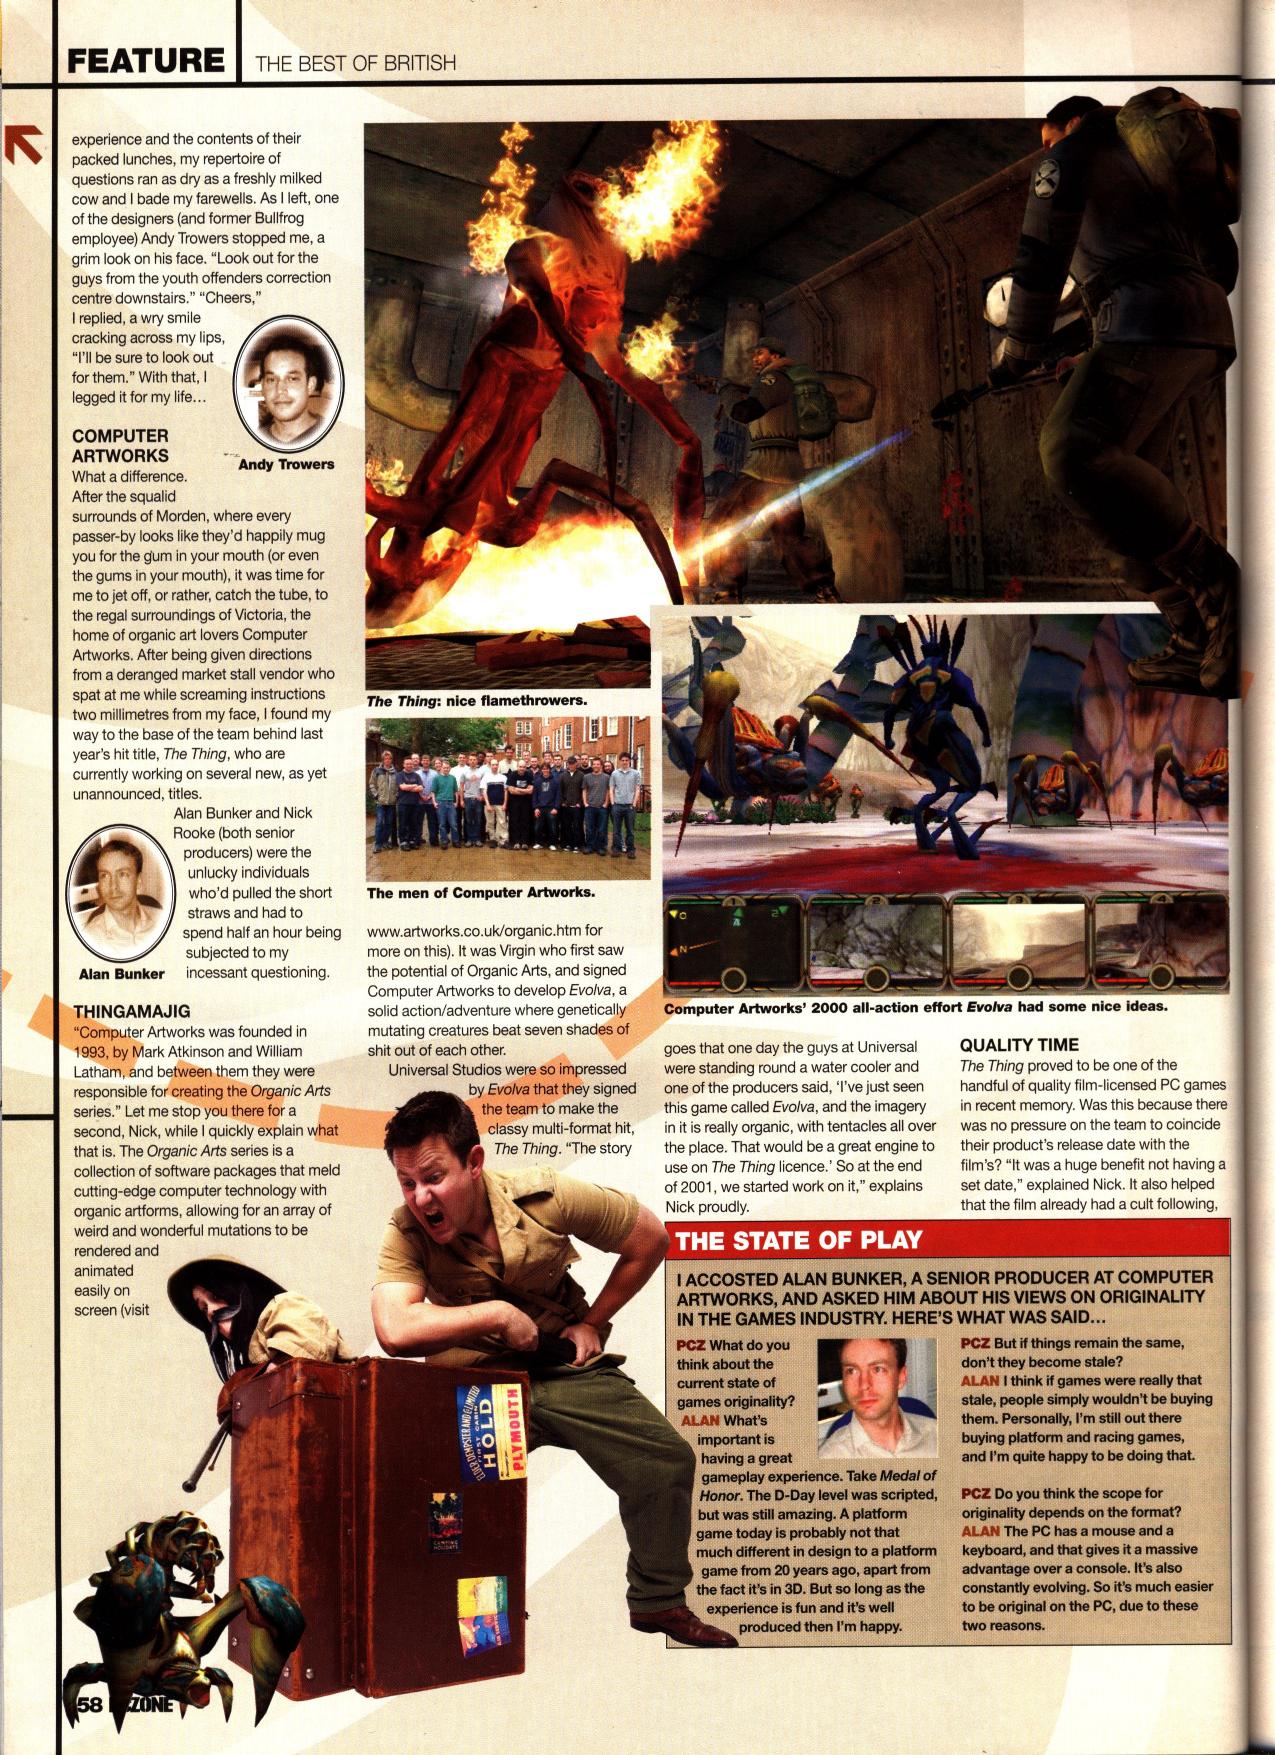 FEATURE
THE BEST OF BRITISH
experience and the contents of their
packed lunches, my repertoire of
questions ran as dry as a freshly milked
cow and I bade my farewells. As I left, one
of the designers (and former Bullfrog
employee) Andy Trowers stopped me, a
grim look on his face. “Look out for the
guys from the youth offenders correction
centre downstairs.” “Cheers,”
I replied, a wry smile
cracking across my lips,
“I’ll be sure to look out
for them.” With that, I
legged it for my life…
Andy Trowers
COMPUTER
ARTWORKS
What a difference.
After the squalid
surrounds of Morden, where every
passer-by looks like they’d happily mug
you for the gum in your mouth (or even
the gums in your mouth), it was time for
me to jet off, or rather, catch the tube, to
the regal surroundings of Victoria, the
home of organic art lovers Computer
Artworks. After being given directions
from a deranged market stall vendor who
spat at me while screaming instructions
two millimetres from my face, I found my
way to the base of the team behind last
year’s hit title, The Thing, who are
currently working on several new, as yet
unannounced, titles.
Alan Bunker and Nick
Rooke (both senior
producers) were the
unlucky individuals
who’d pulled the short
straws and had to
spend half an hour being
subjected to my
incessant questioning.
Alan Bunker
THINGAMAJIG
“Computer Artworks was founded in
1993, by Mark Atkinson and William
Latham, and between them they were
responsible for creating the Organic Arts
series.” Let me stop you there for a
second, Nick, while I quickly explain what
that is. The Organic Arts series is a
collection of software packages that meld
cutting-edge computer technology with
organic artforms, allowing for an array of
weird and wonderful mutations to be
rendered and
animated
easily on
screen (visit
The Thing: nice flamethrowers.
The men of Computer Artworks.
www.artworks.co.uk/organic.htm for
more on this). It was Virgin who first saw
the potential of Organic Arts, and signed
Computer Artworks to develop Evolva, a
solid action/adventure where genetically
mutating creatures beat seven shades of
shit out of each other.
Universal Studios were so impressed
by Evolva that they signed
the team to make the
classy multi-format hit,
The Thing. “The story
1
2
3
4
N
Computer Artworks’ 2000 all-action effort Evolva had some nice ideas.
goes that one day the guys at Universal
were standing round a water cooler and
one of the producers said, ‘I’ve just seen
this game called Evolva, and the imagery
in it is really organic, with tentacles all over
the place. That would be a great engine to
use on The Thing licence.’ So at the end
of 2001, we started work on it,” explains
Nick proudly.
QUALITY TIME
The Thing proved to be one of the
handful of quality film-licensed PC games
in recent memory. Was this because there
was no pressure on the team to coincide
their product’s release date with the
film’s? “It was a huge benefit not having a
set date,” explained Nick. It also helped
that the film already had a cult following,
THE STATE OF PLAY
I ACCOSTED ALAN BUNKER, A SENIOR PRODUCER AT COMPUTER
ARTWORKS, AND ASKED HIM ABOUT HIS VIEWS ON ORIGINALITY
IN THE GAMES INDUSTRY. HERE’S WHAT WAS SAID…
PCZ What do you
think about the
current state of
games originality?
ALAN What’s
important is
having a great
gameplay experience. Take Medal of
Honor. The D-Day level was scripted,
but was still amazing. A platform
game today is probably not that
much different in design to a platform
game from 20 years ago, apart from
the fact it’s in 3D. But so long as the
experience is fun and it’s well
produced then I’m happy.
PCZ But if things remain the same,
don’t they become stale?
ALAN I think if games were really that
stale, people simply wouldn’t be buying
them. Personally, I’m still out there
buying platform and racing games,
and I’m quite happy to be doing that.
PCZ Do you think the scope for
originality depends on the format?
ALAN The PC has a mouse and a
keyboard, and that gives it a massive
advantage over a console. It’s also
constantly evolving. So it’s much easier
to be original on the PC, due to these
two reasons.
ELDER DEMPSTER AND LIMITED
HOLD
PLYMOUTH
CAMPING
HOLIDAYS
58
ZONE